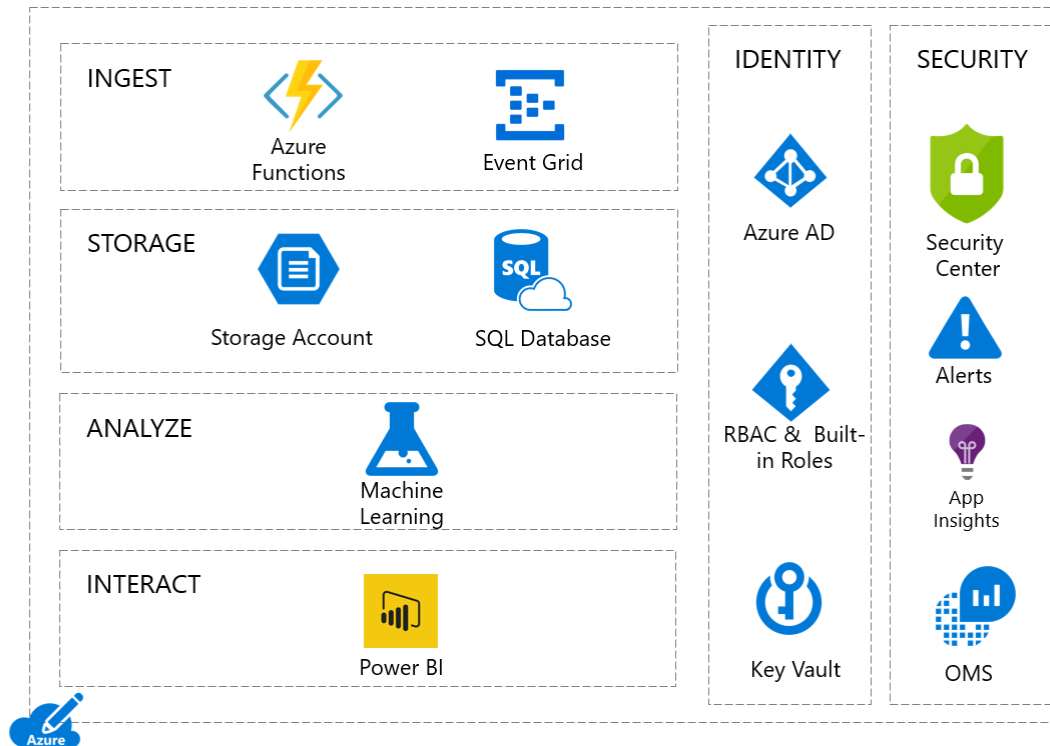 INGEST
Azure
Functions
Event Grid
STORAGE
Storage Account
SQL
SQL Database
ANALYZE
Machine
Learning
INTERACT
Power BI
IDENTITY
Azure AD
RBAC & Built-
in Roles
Key Vault
SECURITY
Security
Center
Alerts
App
Insights
OMS
Azure